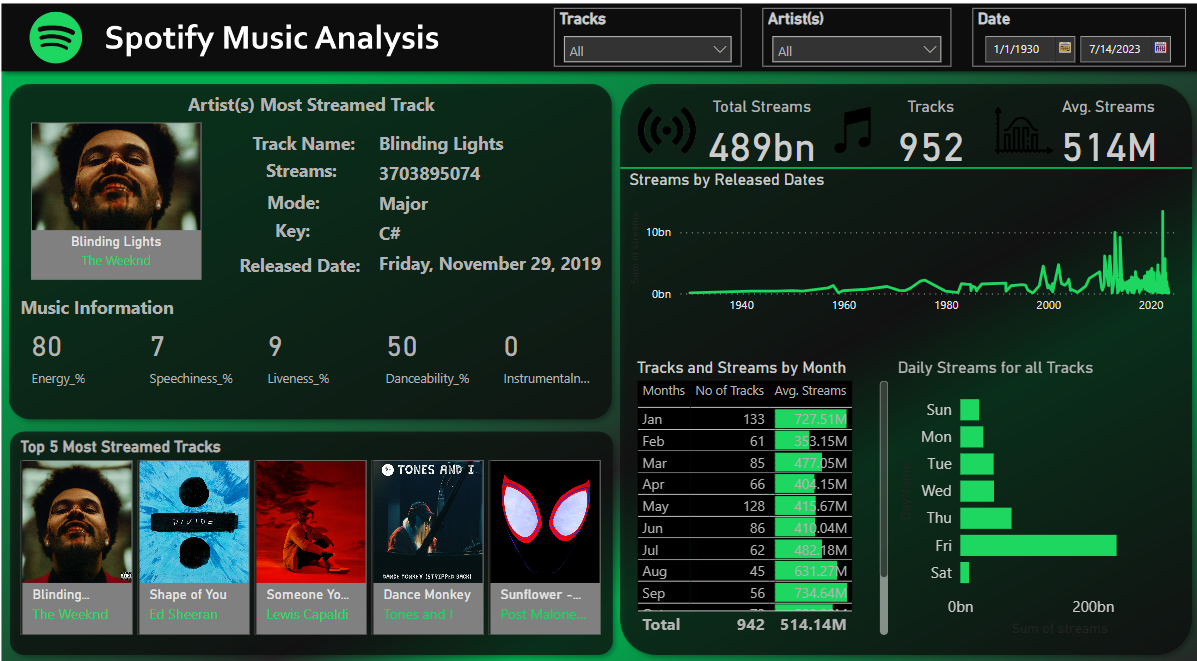 Spotify Music Analysis
Tracks
All
Artist(s)
All
Date
1/1/1930
7/14/2023
Artist(s) Most Streamed Track
Blinding Lights
The Weeknd
Track Name: Blinding Lights
Streams: 3703895074
Mode: Major
Key: C#
Released Date: Friday, November 29, 2019
Music Information
80 7 9 50 0
Energy_% Speechiness_% Liveness_% Danceability_% Instrumentaln...
Top 5 Most Streamed Tracks
DIVIDE
TONES AND I
DANCE MONKEY (STRIPPED BACK)
Blinding... Shape of You Someone Yo... Dance Monkey Sunflower -...
The Weeknd Ed Sheeran Lewis Capaldi Tones and I Post Malone...
Total Streams Tracks Avg. Streams
489bn 952 514M
Streams by Released Dates
10bn
0bn
1940 1960 1980 2000 2020
Tracks and Streams by Month
Months No of Tracks Avg. Streams
Jan 133 727.51M
Feb 61 353.15M
Mar 85 477.05M
Apr 66 404.15M
May 128 415.67M
Jun 86 410.04M
Jul 62 482.18M
Aug 45 631.27M
Sep 56 734.64M
Total 942 514.14M
Daily Streams for all Tracks
Sun
Mon
Tue
Wed
Thu
Fri
Sat
0bn 200bn
Sum of streams